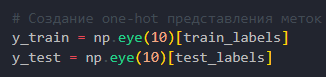 # Создание one-hot представления меток
y_train = np.eye(10)[train_labels]
y_test = np.eye(10)[test_labels]